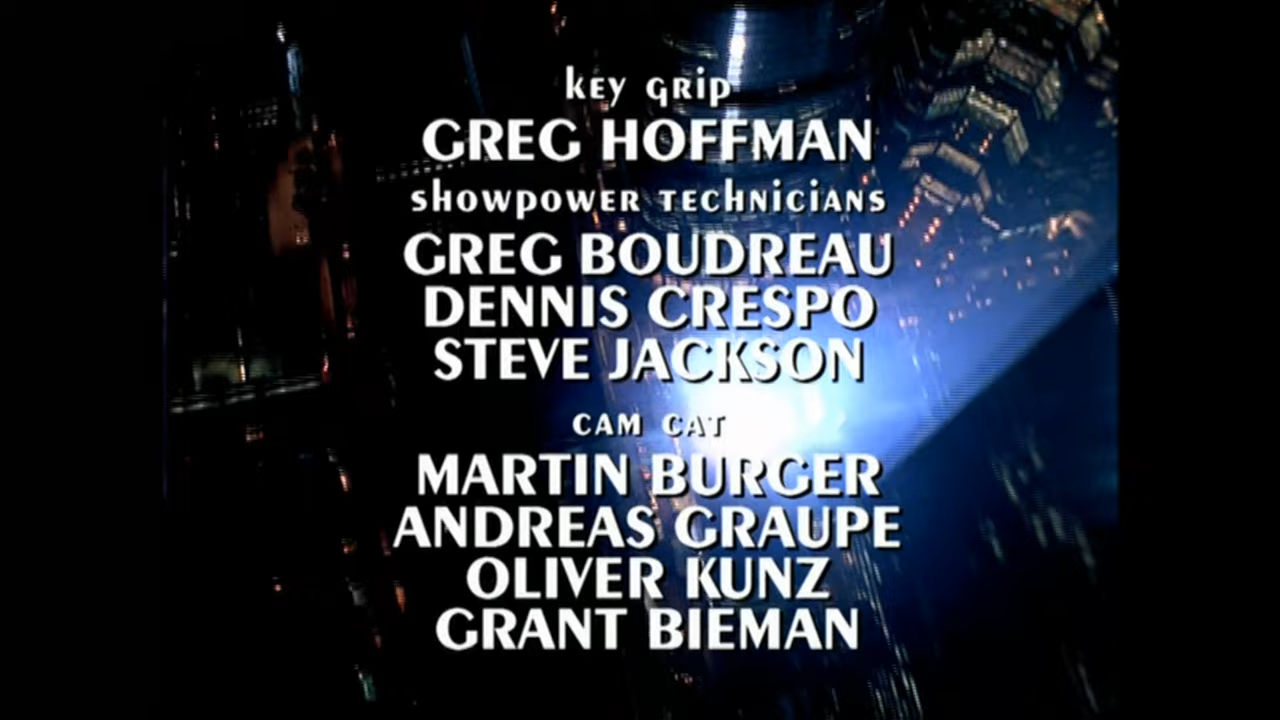 key grip
GREG HOFFMAN
showpower technicians
GREG BOUDREAU
DENNIS CRESPO
STEVE JACKSON
CAM CAT
MARTIN BURGER
ANDREAS GRAUPE
OLIVER KUNZ
GRANT BIEMAN